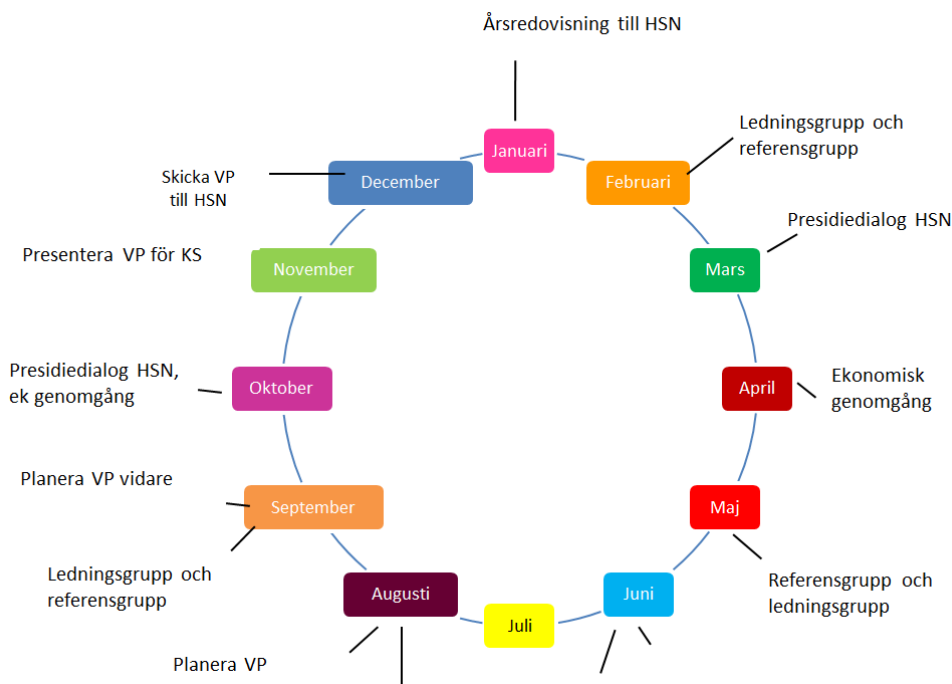 Årsredovisning till HSN
Januari
Ledningsgrupp och
referensgrupp
Februari
Presidiedialog HSN
Mars
Ekonomisk
genomgång
April
Maj
Referensgrupp och
ledningsgrupp
Juni
Juli
Augusti
Planera VP
September
Planera VP vidare
Ledningsgrupp och
referensgrupp
Oktober
Presidiedialog HSN,
ek genomgång
November
Presentera VP för KS
December
Skicka VP
till HSN